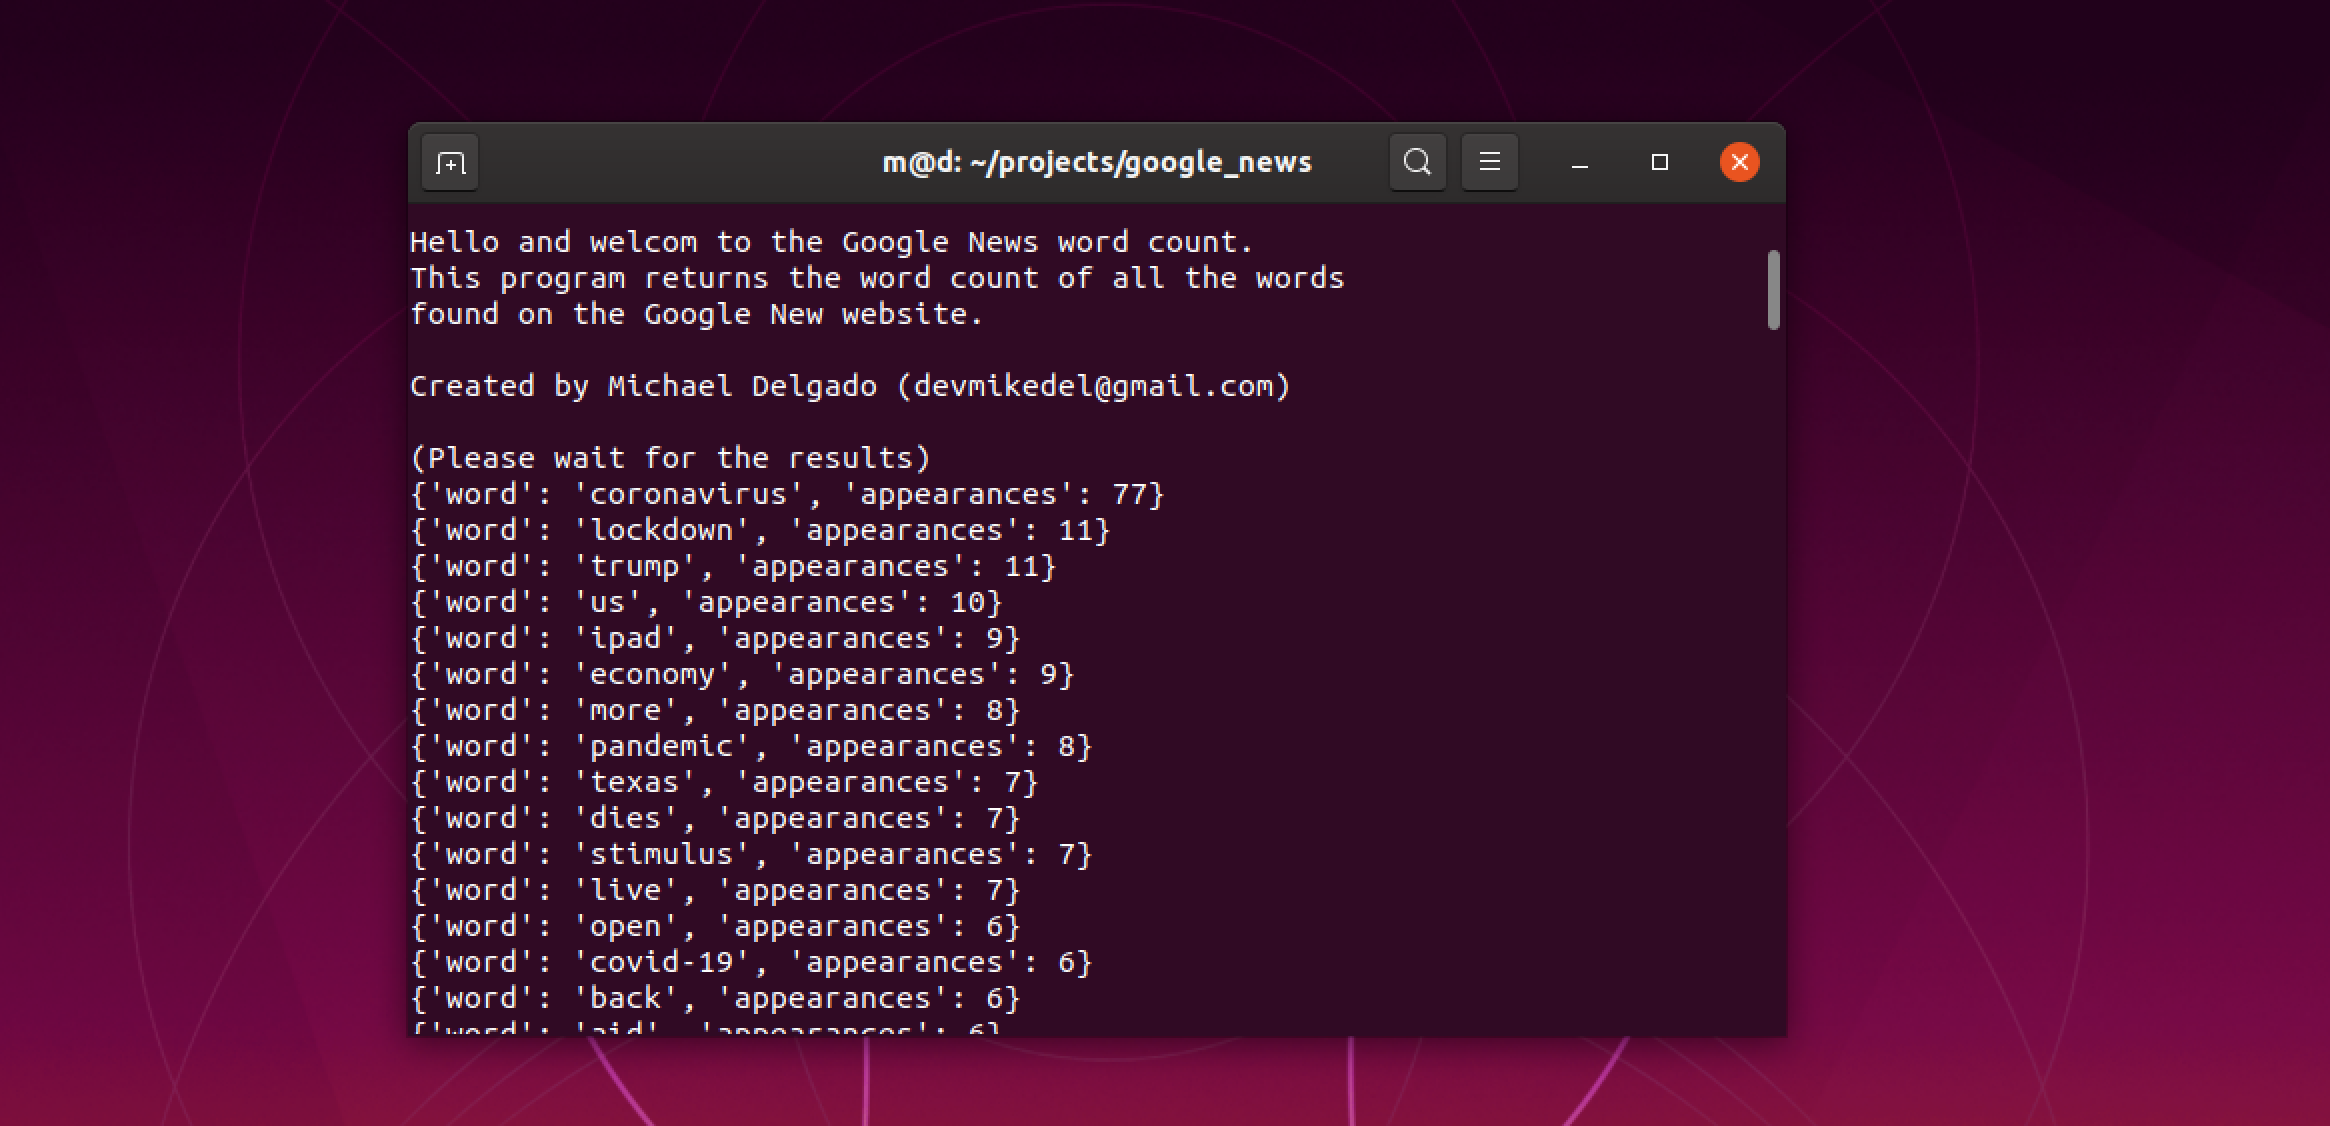 m@d: ~/projects/google_news
Hello and welcom to the Google News word count.
This program returns the word count of all the words
found on the Google New website.
Created by Michael Delgado (devmikedel@gmail.com)
(Please wait for the results)
{'word': 'coronavirus', 'appearances': 77}
{'word': 'lockdown', 'appearances': 11}
{'word': 'trump', 'appearances': 11}
{'word': 'us', 'appearances': 10}
{'word': 'ipad', 'appearances': 9}
{'word': 'economy', 'appearances': 9}
{'word': 'more', 'appearances': 8}
{'word': 'pandemic', 'appearances': 8}
{'word': 'texas', 'appearances': 7}
{'word': 'dies', 'appearances': 7}
{'word': 'stimulus', 'appearances': 7}
{'word': 'live', 'appearances': 7}
{'word': 'open', 'appearances': 6}
{'word': 'covid-19', 'appearances': 6}
{'word': 'back', 'appearances': 6}
{'word': 'aid', 'appearances': 6}